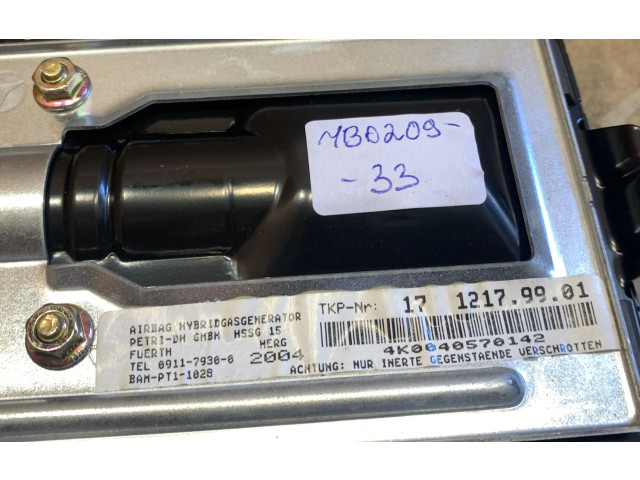 MB0209-
-33
AIRBAG HYBRIDGASGENERATOR
PETRI-DN GMBH HSSG 15
FUERTH HERG
TEL 0911-7930-0 2004
BAM-PT1-1028
TKP-Nr: 17 1217.99.01
4K0040570142
ACHTUNG: NUR INERTE GEGENSTAENDE VERSCHROTTEN